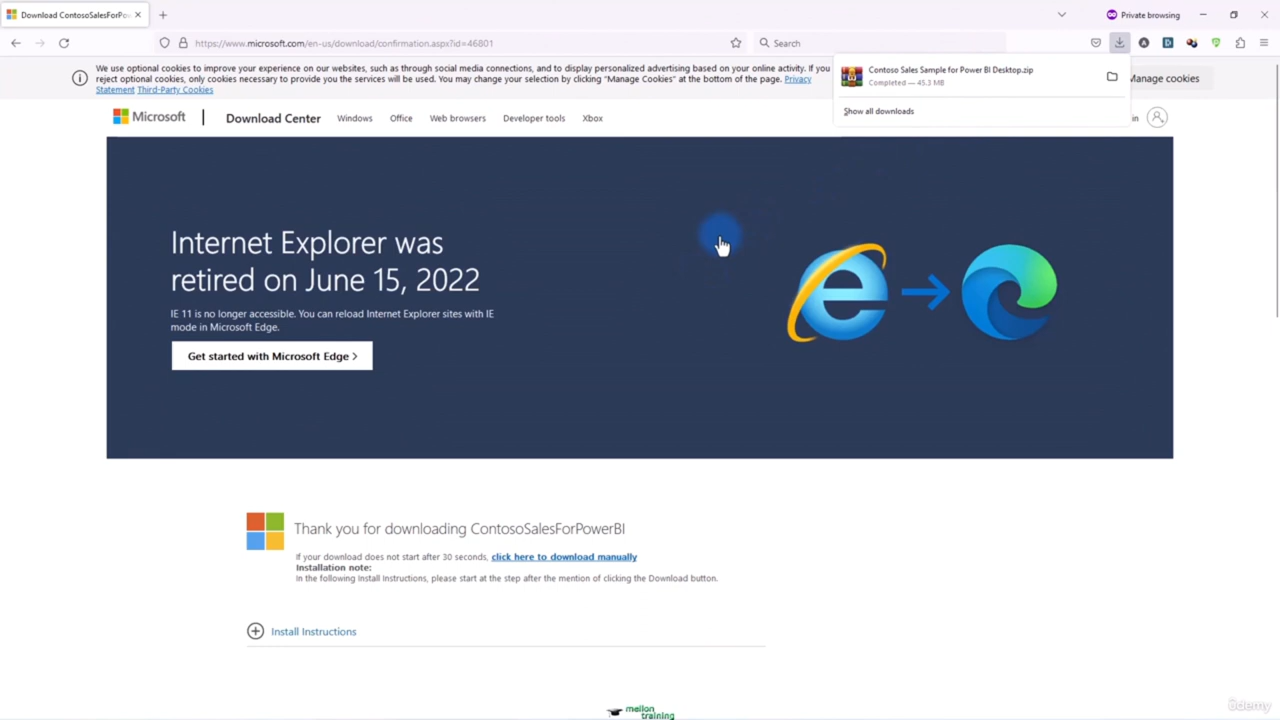 Download ContosoSalesForPow
Private browsing
https://www.microsoft.com/en-us/download/confirmation.aspx?id=46801
Search
We use optional cookies to improve your experience on our websites, such as through social media connections, and to display personalized advertising based on your online activity. If you
reject optional cookies, only cookies necessary to provide you the services will be used. You may change your selection by clicking "Manage Cookies" at the bottom of the page. Privacy
Statement Third-Party Cookies
Manage cookies
Contoso Sales Sample for Power BI Desktop.zip
Completed — 45.3 MB
Show all downloads
Microsoft
Download Center
Windows
Office
Web browsers
Developer tools
Xbox
in
Internet Explorer was
retired on June 15, 2022
IE 11 is no longer accessible. You can reload Internet Explorer sites with IE
mode in Microsoft Edge.
Get started with Microsoft Edge >
Thank you for downloading ContosoSalesForPowerBI
If your download does not start after 30 seconds, click here to download manually
Installation note:
In the following Install Instructions, please start at the step after the mention of clicking the Download button.
Install Instructions
mellon
training
ûdemy